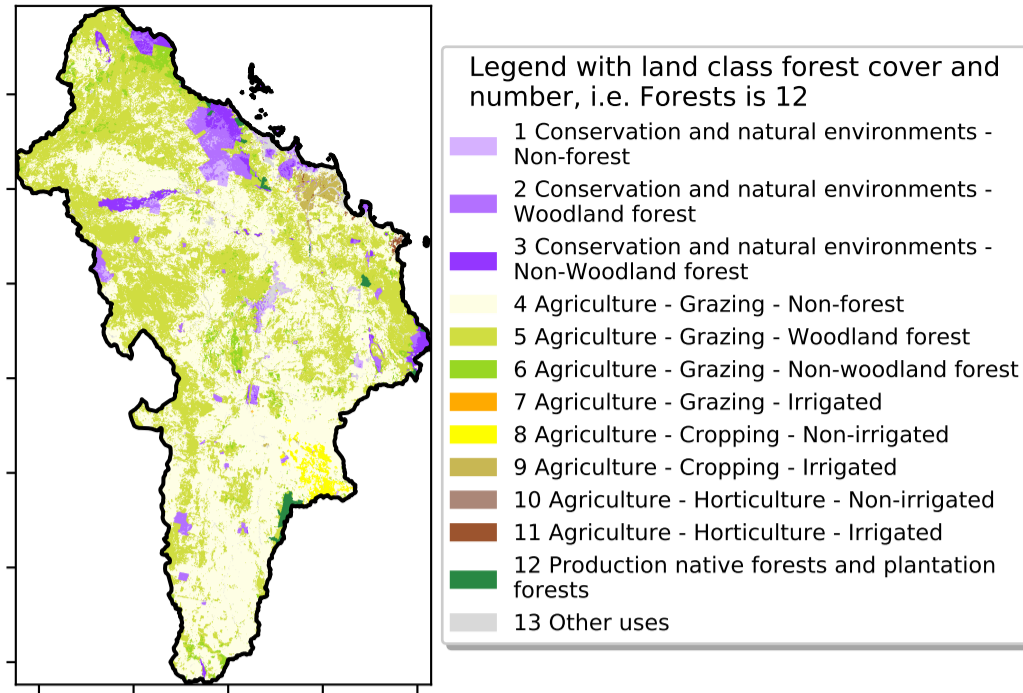 Legend with land class forest cover and
number, i.e. Forests is 12
1 Conservation and natural environments -
Non-forest
2 Conservation and natural environments -
Woodland forest
3 Conservation and natural environments -
Non-Woodland forest
4 Agriculture - Grazing - Non-forest
5 Agriculture - Grazing - Woodland forest
6 Agriculture - Grazing - Non-woodland forest
7 Agriculture - Grazing - Irrigated
8 Agriculture - Cropping - Non-irrigated
9 Agriculture - Cropping - Irrigated
10 Agriculture - Horticulture - Non-irrigated
11 Agriculture - Horticulture - Irrigated
12 Production native forests and plantation
forests
13 Other uses